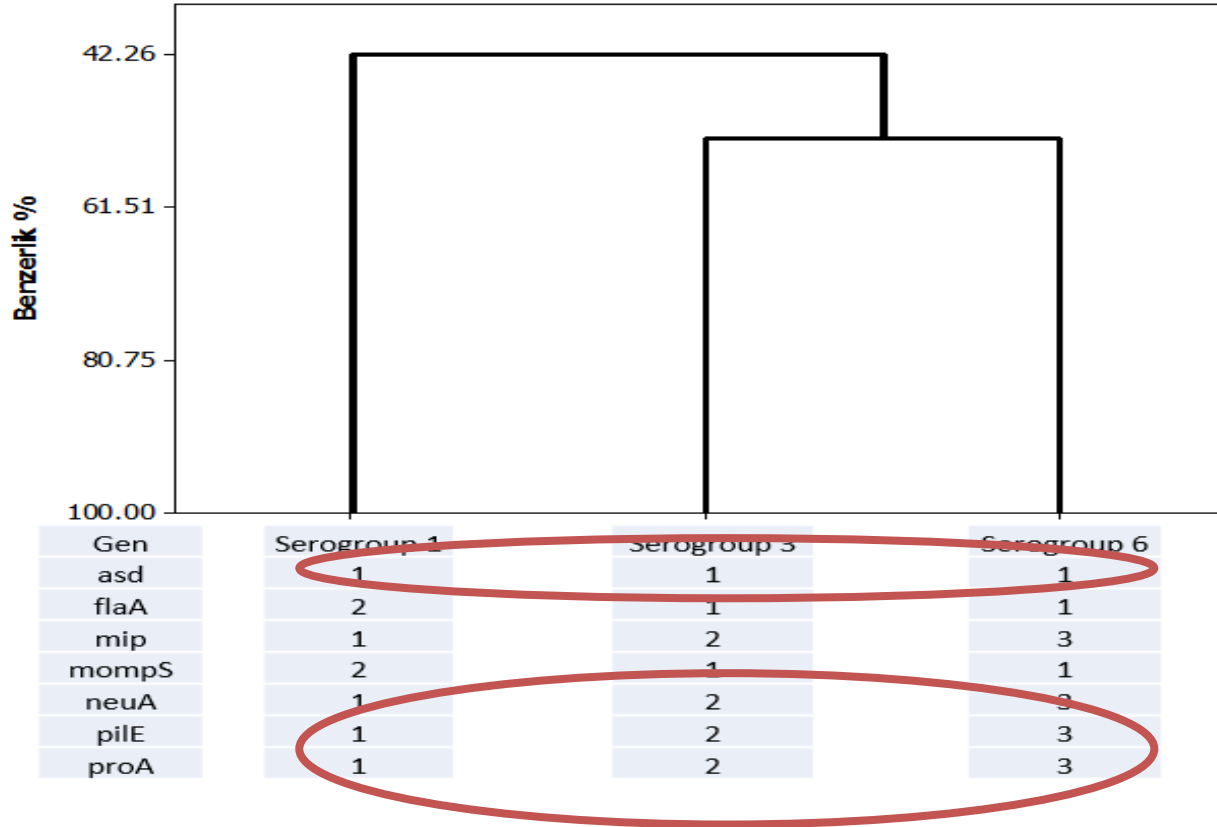 42.26
61.51
80.75
100.00
Benzerlik %
Gen Serogroup 1 Serogroup 3 Serogroup 6
asd 1 1 1
flaA 2 1 1
mip 1 2 3
mompS 2 1 1
neuA 1 2 3
pilE 1 2 3
proA 1 2 3